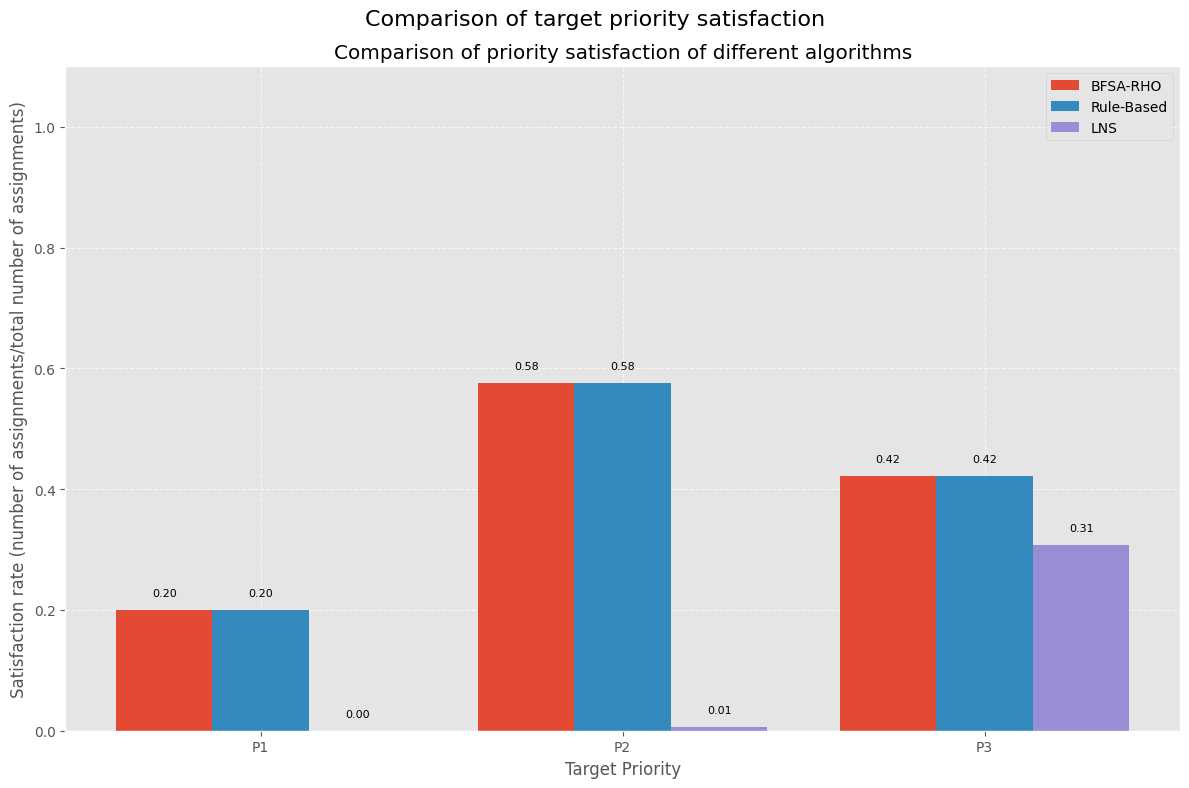 Comparison of target priority satisfaction
Comparison of priority satisfaction of different algorithms
Satisfaction rate (number of assignments/total number of assignments)
1.0
0.8
0.6
0.4
0.2
0.0
BFSA-RHO
Rule-Based
LNS
0.20
0.20
0.00
0.58
0.58
0.01
0.42
0.42
0.31
P1
P2
P3
Target Priority